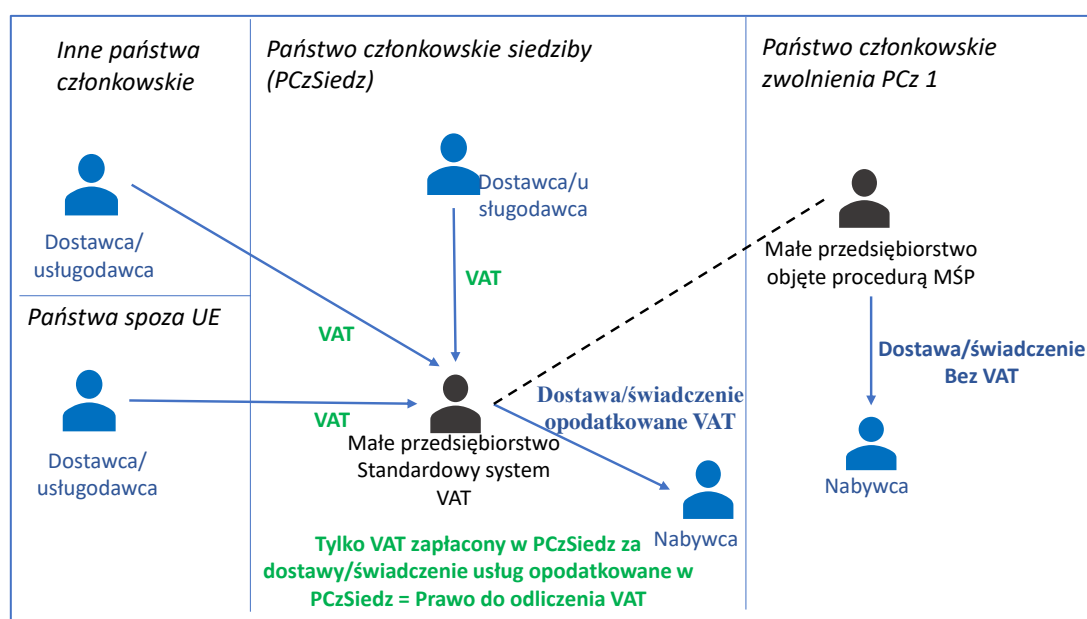 Inne państwa
członkowskie
Dostawca/
usługodawca
Państwa spoza UE
Dostawca/
usługodawca
Państwo członkowskie siedziby
(PCzSiedz)
Dostawca/u
sługodawca
VAT
VAT
VAT
Małe przedsiębiorstwo
Standardowy system
VAT
Dostawa/świadczenie
opodatkowane VAT
Nabywca
Tylko VAT zapłacony w PCzSiedz za
dostawy/świadczenie usług opodatkowane w
PCzSiedz = Prawo do odliczenia VAT
Państwo członkowskie
zwolnienia PCz 1
Małe przedsiębiorstwo
objęte procedurą MŚP
Dostawa/świadczenie
Bez VAT
Nabywca